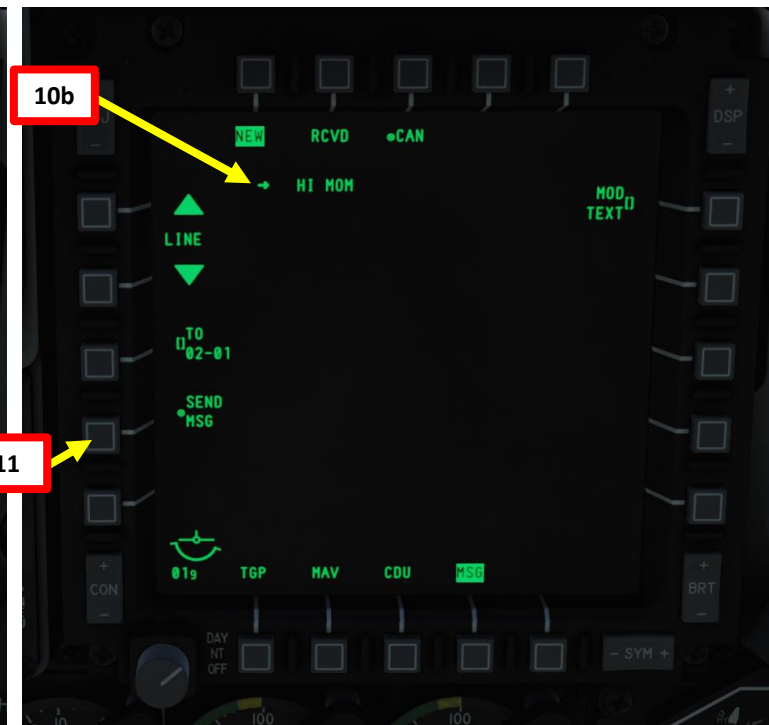 10b
+
DSP
-
-
NEW RCVD ●CAN
→ HI MOM
MOD
TEXT[]
LINE
[]TO
02-01
●SEND
MSG
11
+
CON
-
+
BRT
-
01g TGP MAV CDU MSG
DAY
NT
OFF
- SYM +
10
100
100